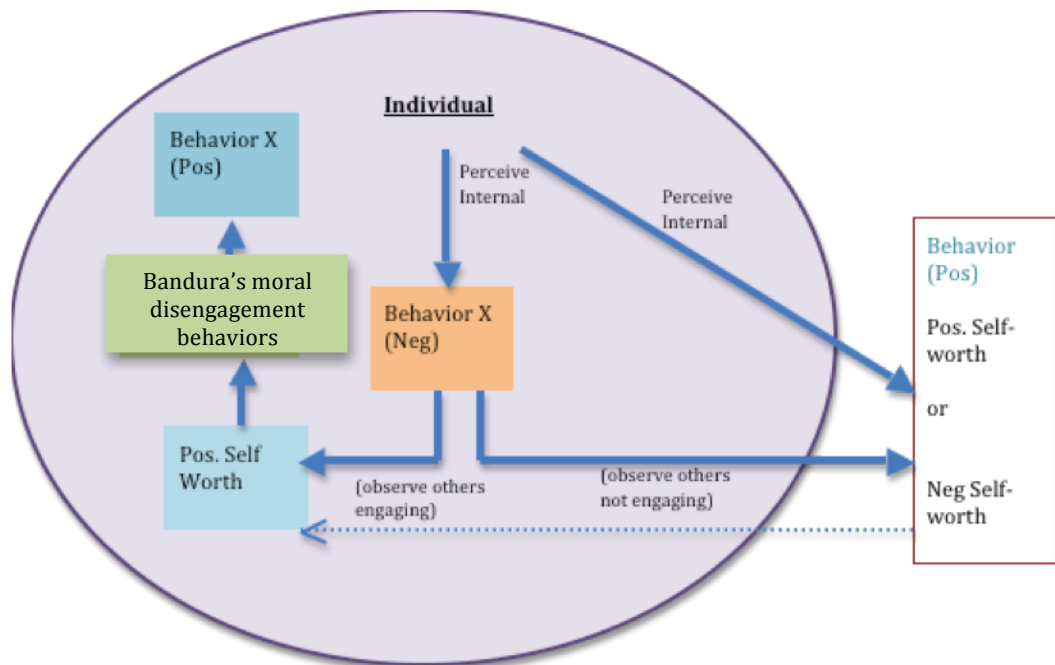 Individual
Behavior X
(Pos)
Perceive
Internal
Perceive
Internal
Bandura’s moral
disengagement
behaviors
Behavior X
(Neg)
Behavior
(Pos)
Pos. Self-
worth
or
Neg Self-
worth
Pos. Self
Worth
(observe others
engaging)
(observe others
not engaging)